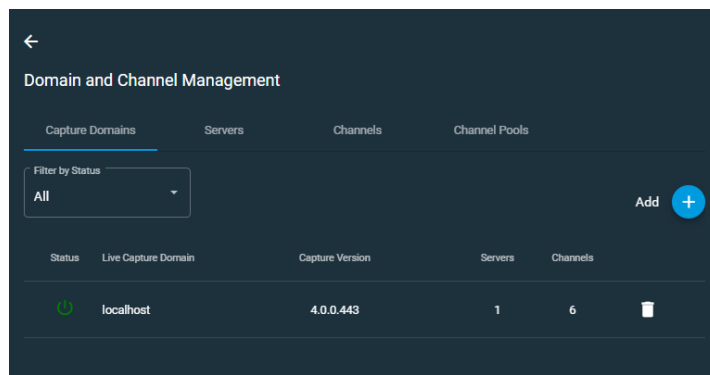 Domain and Channel Management
Capture Domains Servers Channels Channel Pools
Filter by Status
All
Add
Status Live Capture Domain Capture Version Servers Channels
localhost 4.0.0.443 1 6